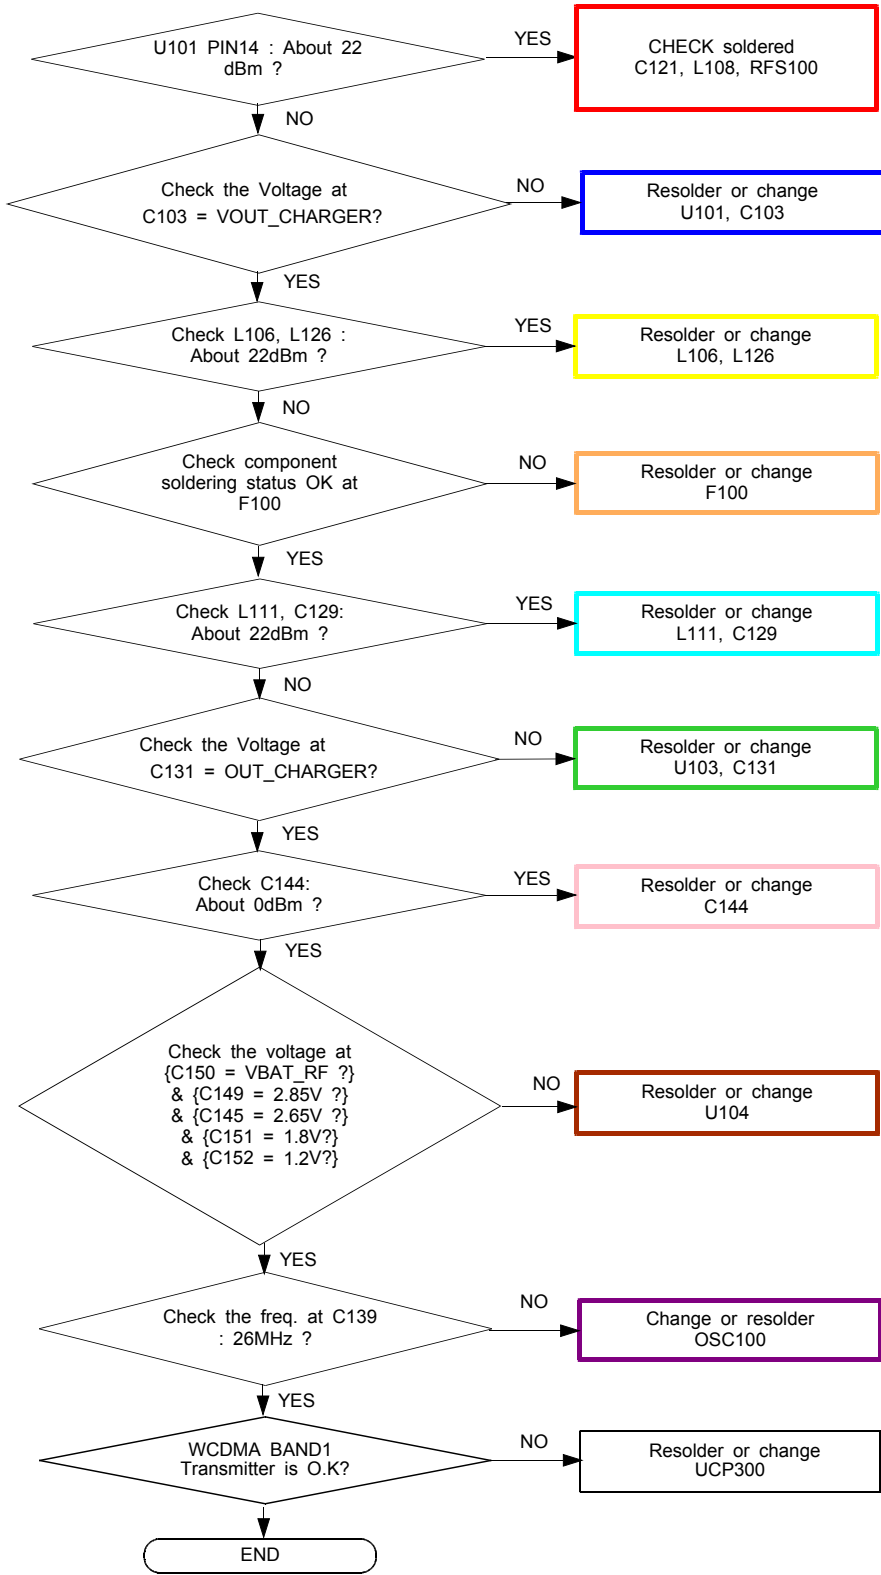 U101 PIN14 : About 22
dBm ?
YES
CHECK soldered
C121, L108, RFS100
NO
Check the Voltage at
C103 = VOUT_CHARGER?
NO
Resolder or change
U101, C103
YES
Check L106, L126 :
About 22dBm ?
YES
Resolder or change
L106, L126
NO
Check component
soldering status OK at
F100
NO
Resolder or change
F100
YES
Check L111, C129:
About 22dBm ?
YES
Resolder or change
L111, C129
NO
Check the Voltage at
C131 = OUT_CHARGER?
NO
Resolder or change
U103, C131
YES
Check C144:
About 0dBm ?
YES
Resolder or change
C144
YES
Check the voltage at
{C150 = VBAT_RF ?}
& {C149 = 2.85V ?}
& {C145 = 2.65V ?}
& {C151 = 1.8V?}
& {C152 = 1.2V?}
NO
Resolder or change
U104
YES
Check the freq. at C139
: 26MHz ?
NO
Change or resolder
OSC100
YES
WCDMA BAND1
Transmitter is O.K?
NO
Resolder or change
UCP300
END